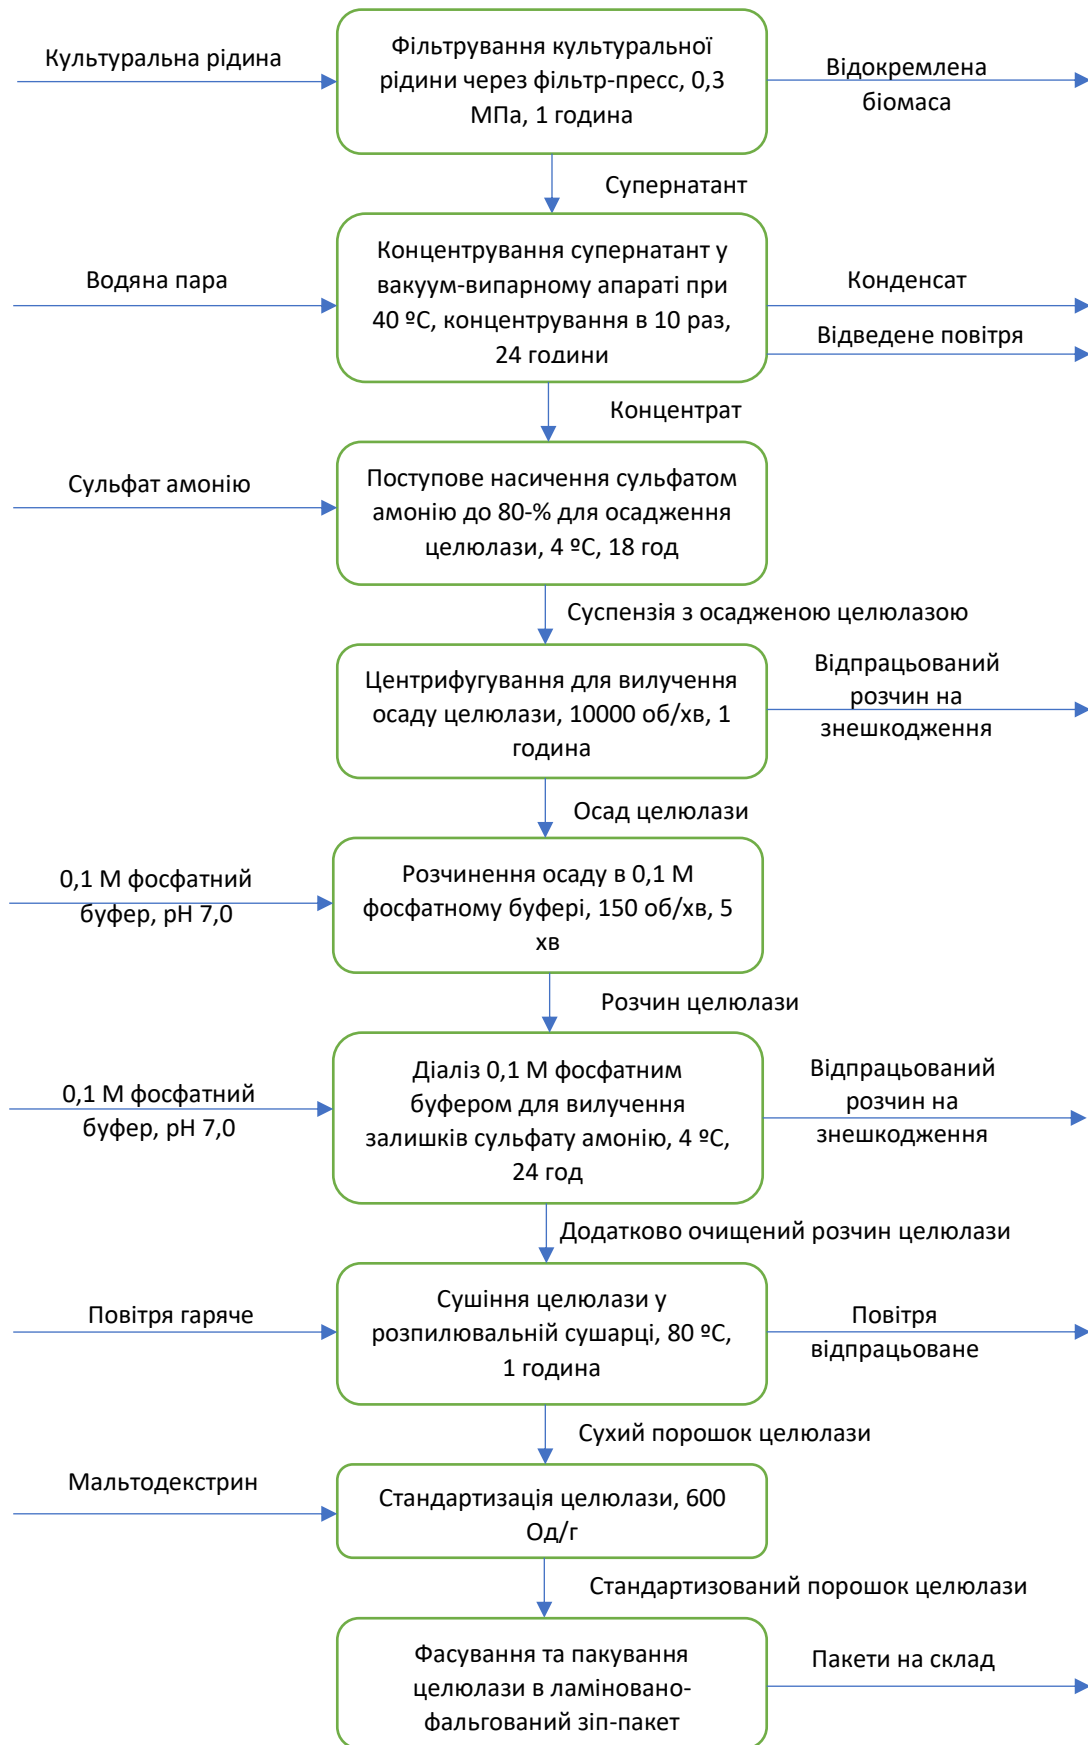 Культуральна рідина
Фільтрування культуральної
рідини через фільтр-пресс, 0,3
МПа, 1 година
Відокремлена
біомаса
Супернатант
Водяна пара
Концентрування супернатант у
вакуум-випарному апараті при
40 ºС, концентрування в 10 раз,
24 години
Конденсат
Відведене повітря
Концентрат
Сульфат амонію
Поступове насичення сульфатом
амонію до 80-% для осадження
целюлази, 4 ºС, 18 год
Суспензія з осадженою целюлазою
Центрифугування для вилучення
осаду целюлази, 10000 об/хв, 1
година
Відпрацьований
розчин на
знешкодження
Осад целюлази
0,1 М фосфатний
буфер, рН 7,0
Розчинення осаду в 0,1 М
фосфатному буфері, 150 об/хв, 5
хв
Розчин целюлази
0,1 М фосфатний
буфер, рН 7,0
Діаліз 0,1 М фосфатним
буфером для вилучення
залишків сульфату амонію, 4 ºС,
24 год
Відпрацьований
розчин на
знешкодження
Додатково очищений розчин целюлази
Повітря гаряче
Сушіння целюлази у
розпилювальній сушарці, 80 ºС,
1 година
Повітря
відпрацьоване
Сухий порошок целюлази
Мальтодекстрин
Стандартизація целюлази, 600
Од/г
Стандартизований порошок целюлази
Фасування та пакування
целюлази в ламіновано-
фальгований зіп-пакет
Пакети на склад